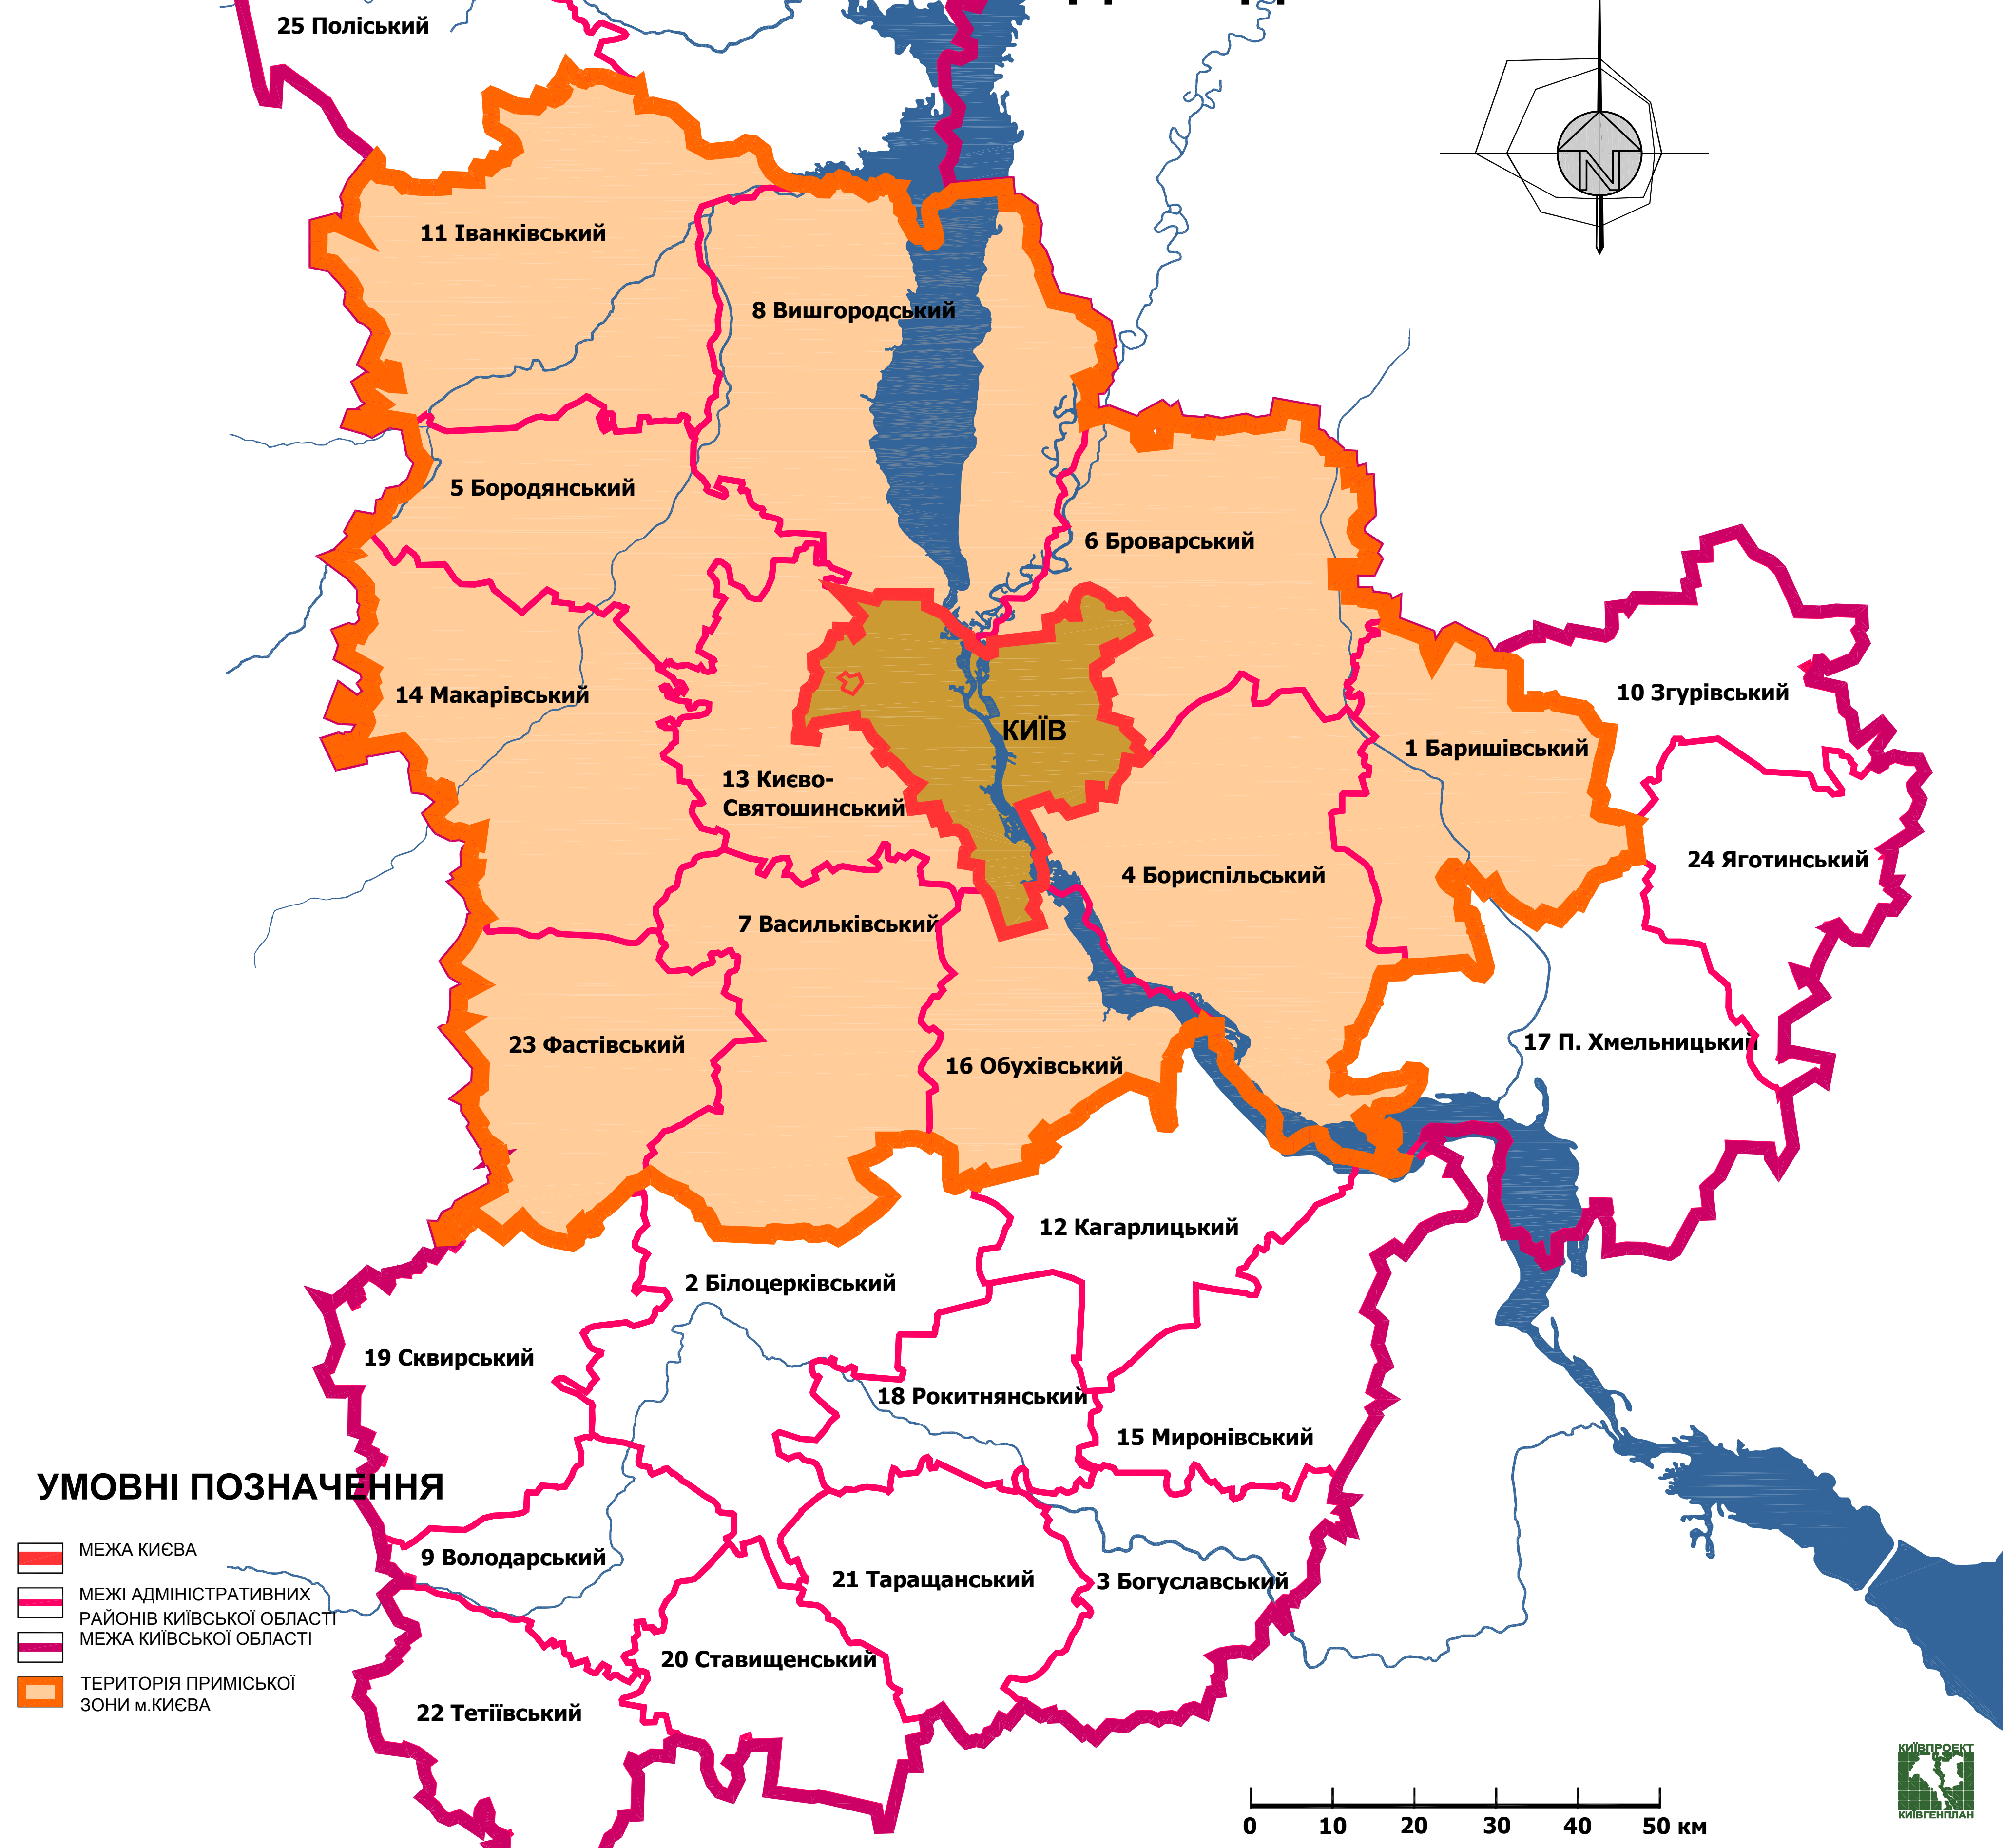 25 Поліський
N
11 Іванківський
8 Вишгородський
5 Бородянський
6 Броварський
14 Макарівський
10 Згурівський
КИЇВ
1 Баришівський
13 Києво-
Святошинський
24 Яготинський
4 Бориспільський
7 Васильківський
17 П. Хмельницький
23 Фастівський
16 Обухівський
12 Кагарлицький
2 Білоцерківський
19 Сквирський
18 Рокитнянський
15 Миронівський
9 Володарський
21 Таращанський
3 Богуславський
20 Ставищенський
22 Тетіївський
УМОВНІ ПОЗНАЧЕННЯ
МЕЖА КИЄВА
МЕЖІ АДМІНІСТРАТИВНИХ
РАЙОНІВ КИЇВСЬКОЇ ОБЛАСТІ
МЕЖА КИЇВСЬКОЇ ОБЛАСТІ
ТЕРИТОРІЯ ПРИМІСЬКОЇ
ЗОНИ м.КИЄВА
0 10 20 30 40 50 км
КИЇВПРОЕКТ
КИЇВГЕНПЛАН